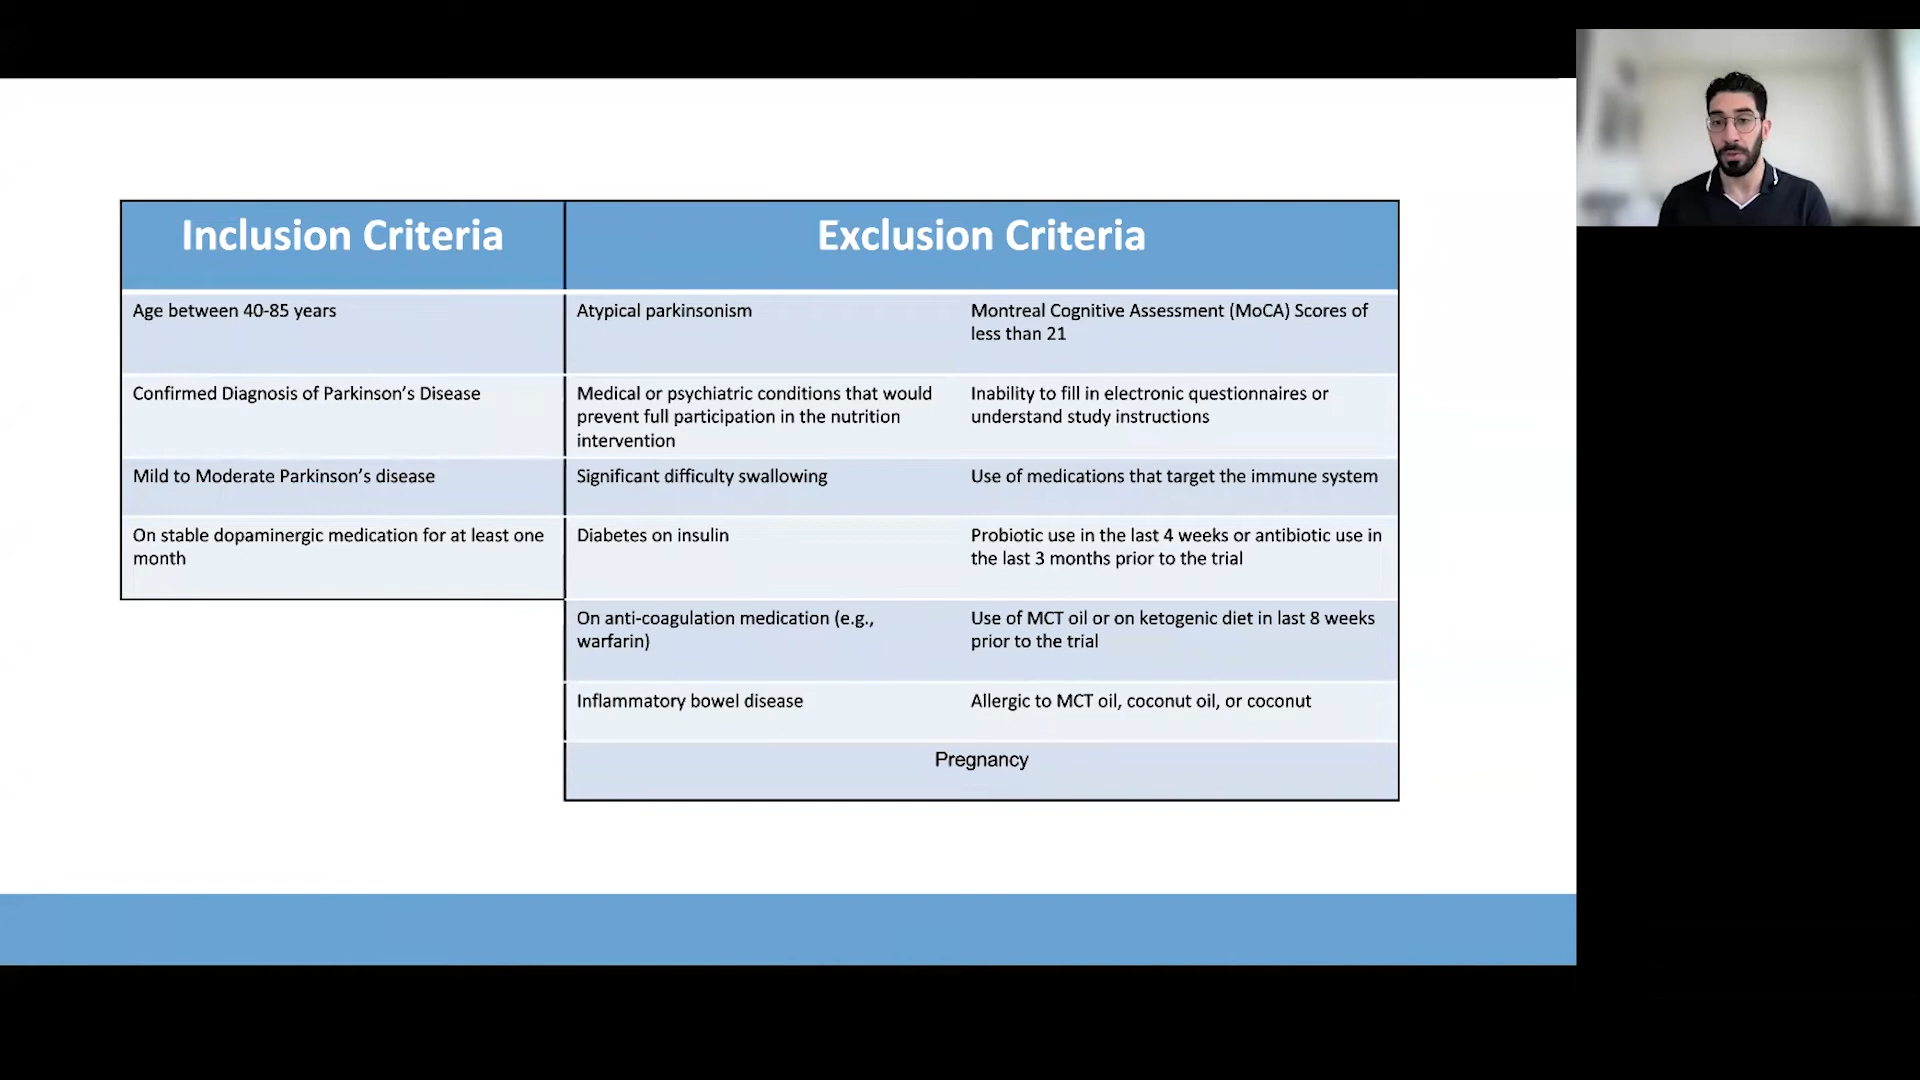 Inclusion Criteria
Exclusion Criteria
Age between 40-85 years
Atypical parkinsonism
Montreal Cognitive Assessment (MoCA) Scores of
less than 21
Confirmed Diagnosis of Parkinson's Disease
Medical or psychiatric conditions that would
prevent full participation in the nutrition
intervention
Inability to fill in electronic questionnaires or
understand study instructions
Mild to Moderate Parkinson's disease
Significant difficulty swallowing
Use of medications that target the immune system
On stable dopaminergic medication for at least one
month
Diabetes on insulin
Probiotic use in the last 4 weeks or antibiotic use in
the last 3 months prior to the trial
On anti-coagulation medication (e.g.,
warfarin)
Use of MCT oil or on ketogenic diet in last 8 weeks
prior to the trial
Inflammatory bowel disease
Allergic to MCT oil, coconut oil, or coconut
Pregnancy